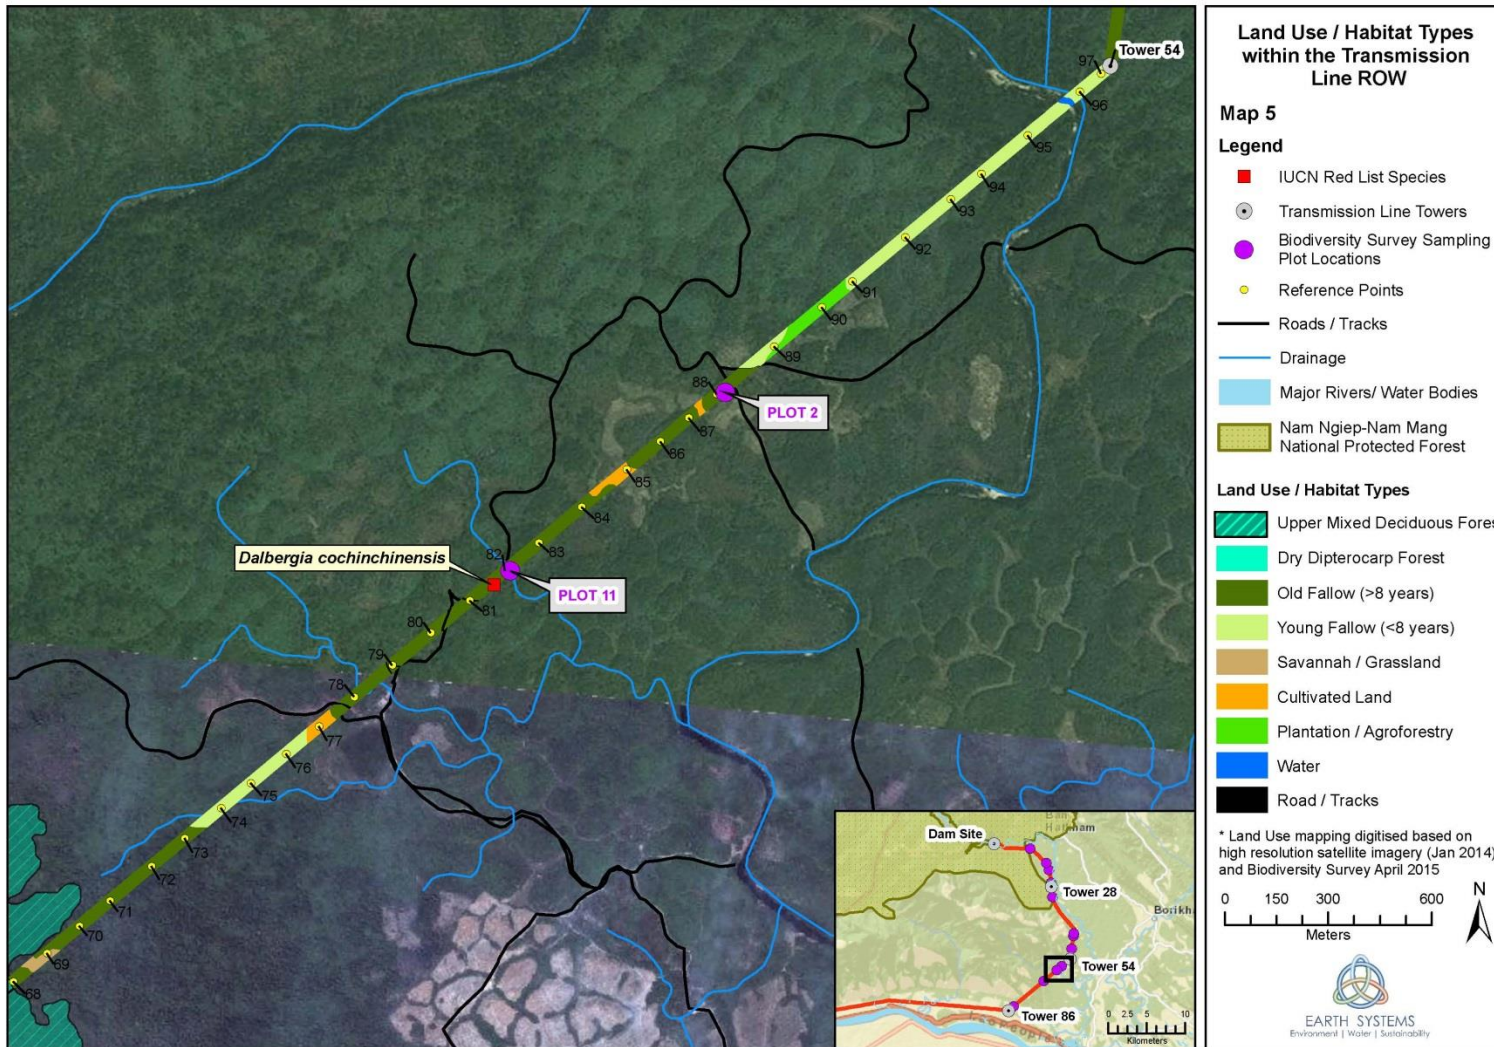 Tower 54
97
96
95
94
93
92
91
90
89
88
PLOT 2
87
86
85
84
83
82
Dalbergia cochinchinensis
PLOT 11
81
80
79
78
77
76
75
74
73
72
71
70
69
68
Dam Site
Tower 28
Borikh
Tower 54
Tower 86
0 2.5 5 10
Kilometers
Land Use / Habitat Types
within the Transmission
Line ROW
Map 5
Legend
IUCN Red List Species
Transmission Line Towers
Biodiversity Survey Sampling
Plot Locations
Reference Points
Roads / Tracks
Drainage
Major Rivers/ Water Bodies
Nam Ngiep-Nam Mang
National Protected Forest
Land Use / Habitat Types
Upper Mixed Deciduous Fores
Dry Dipterocarp Forest
Old Fallow (>8 years)
Young Fallow (<8 years)
Savannah / Grassland
Cultivated Land
Plantation / Agroforestry
Water
Road / Tracks
* Land Use mapping digitised based on
high resolution satellite imagery (Jan 2014)
and Biodiversity Survey April 2015
N
0 150 300 600
Meters
EARTH SYSTEMS
Environment | Water | Sustainability